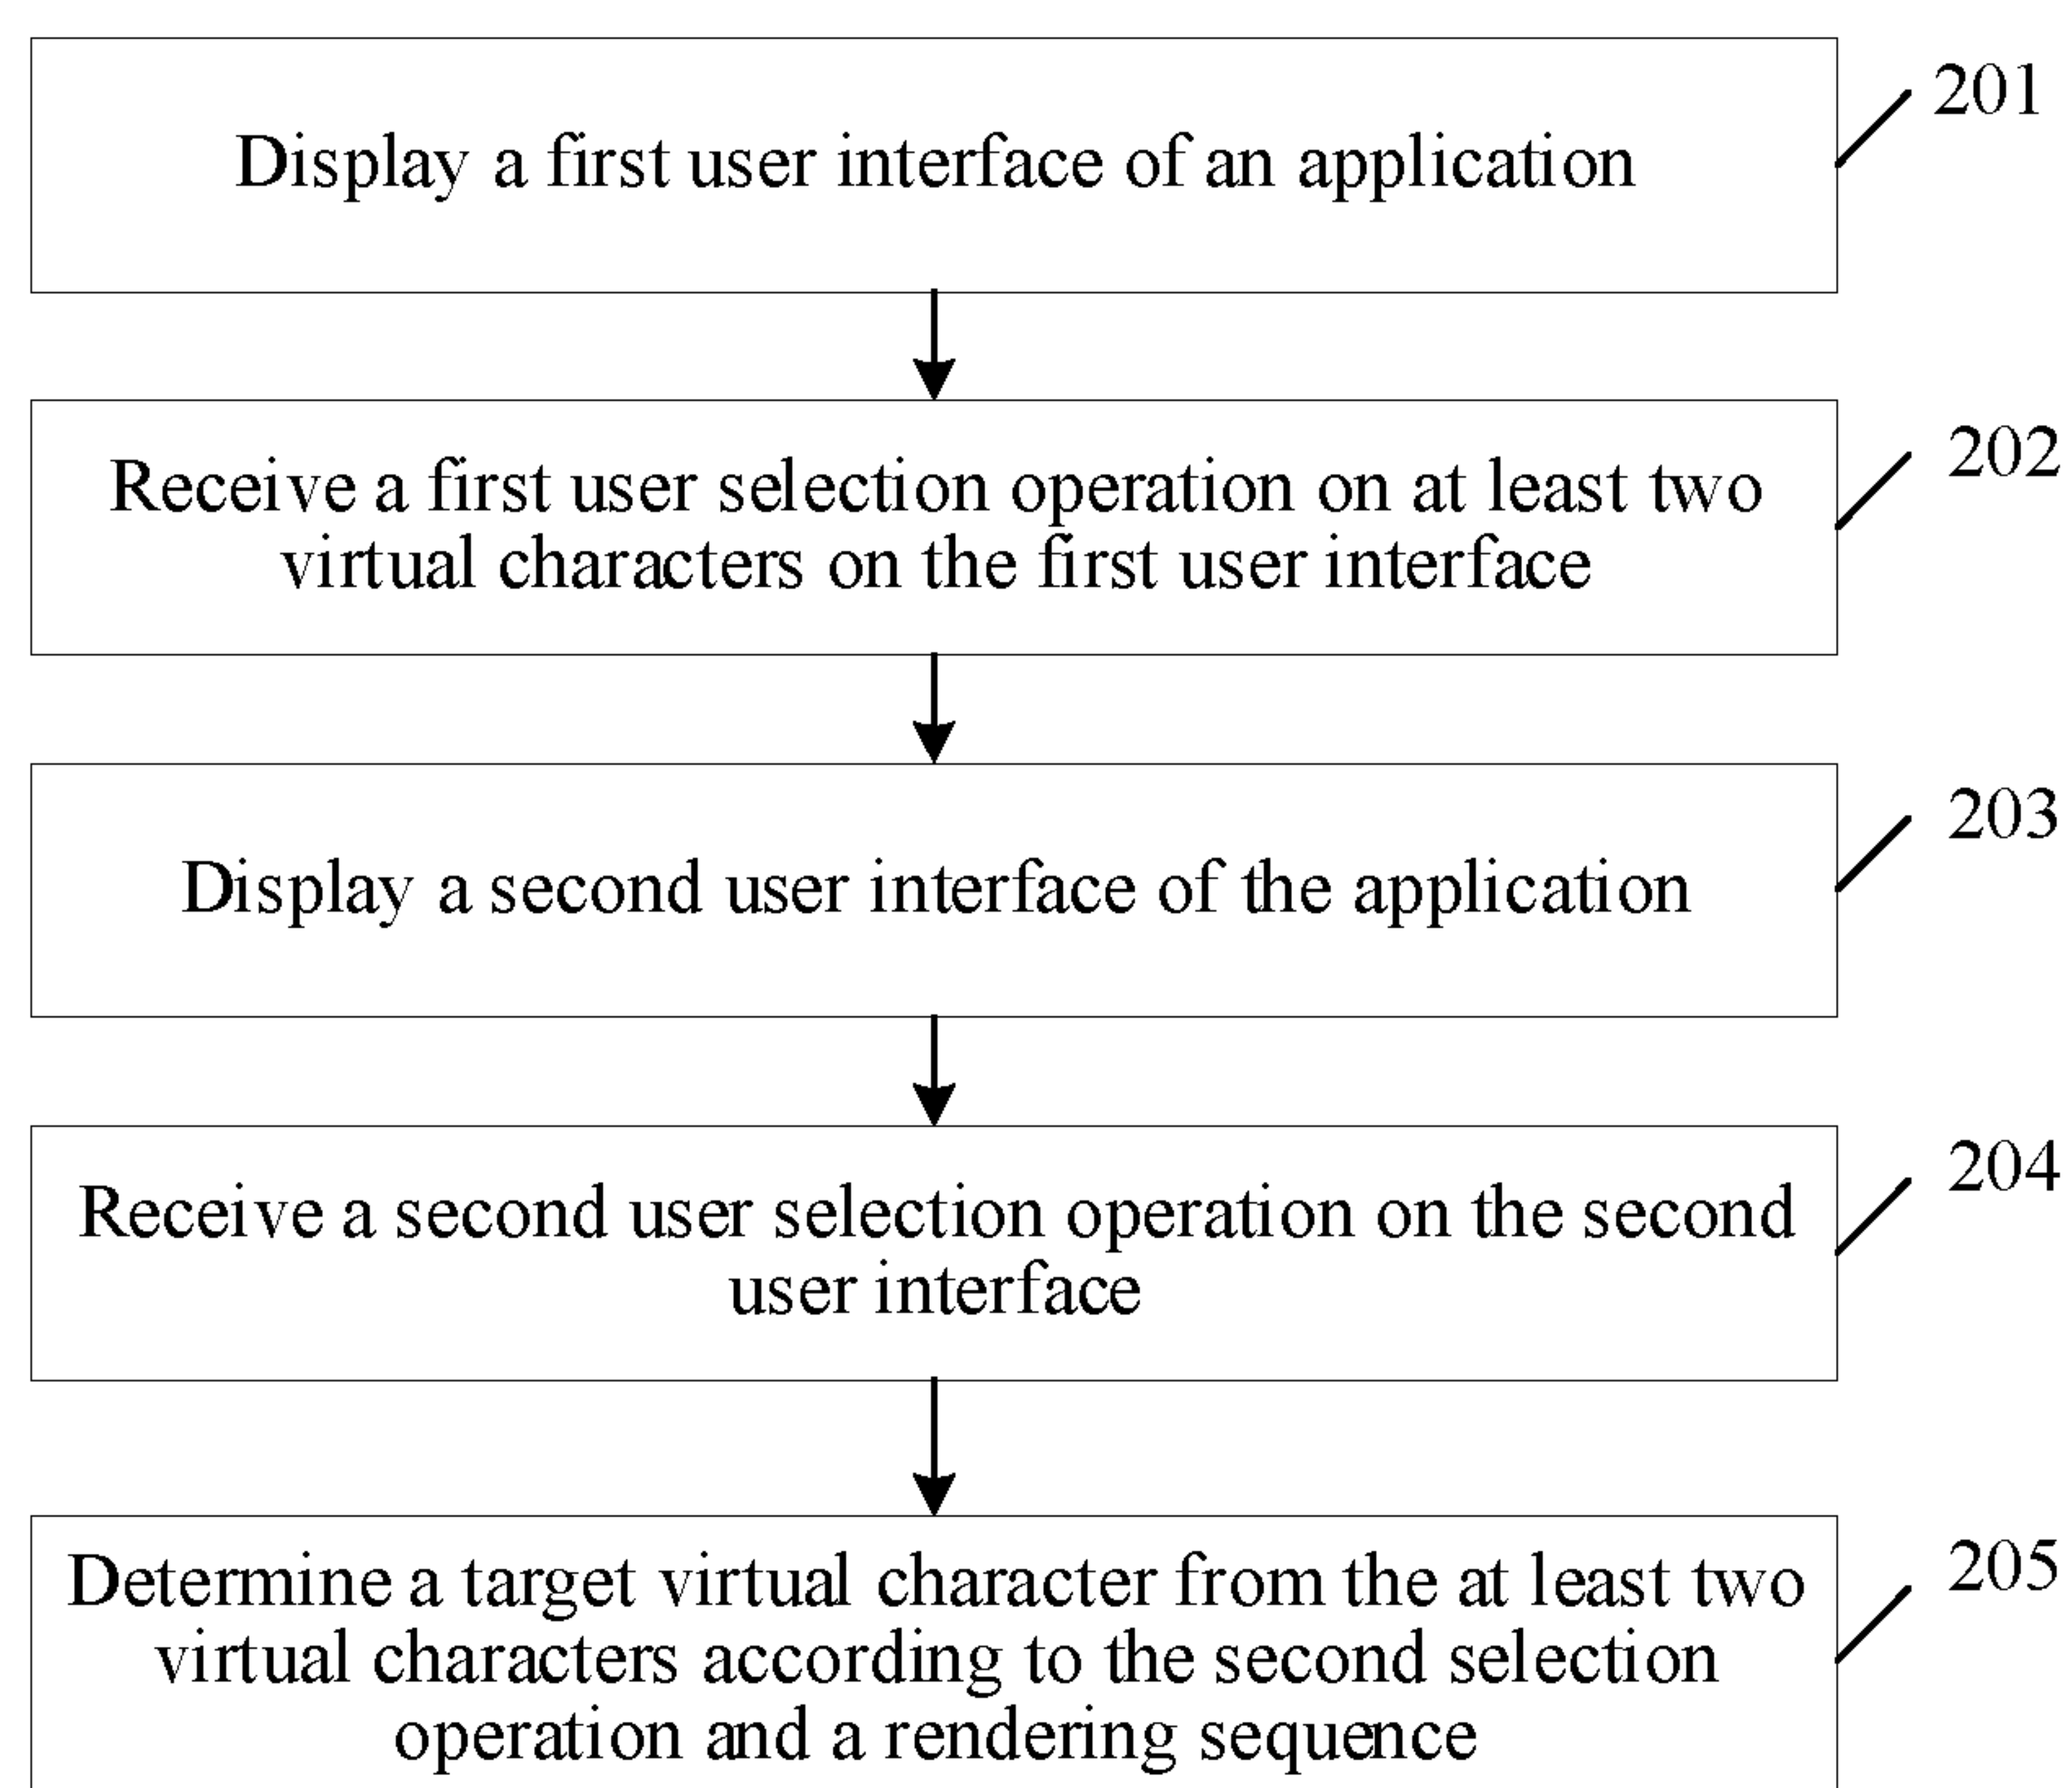 201
Display a first user interface of an application
202
Receive a first user selection operation on at least two
virtual characters on the first user interface
203
Display a second user interface of the application
204
Receive a second user selection operation on the second
user interface
205
Determine a target virtual character from the at least two
virtual characters according to the second selection
operation and a rendering sequence